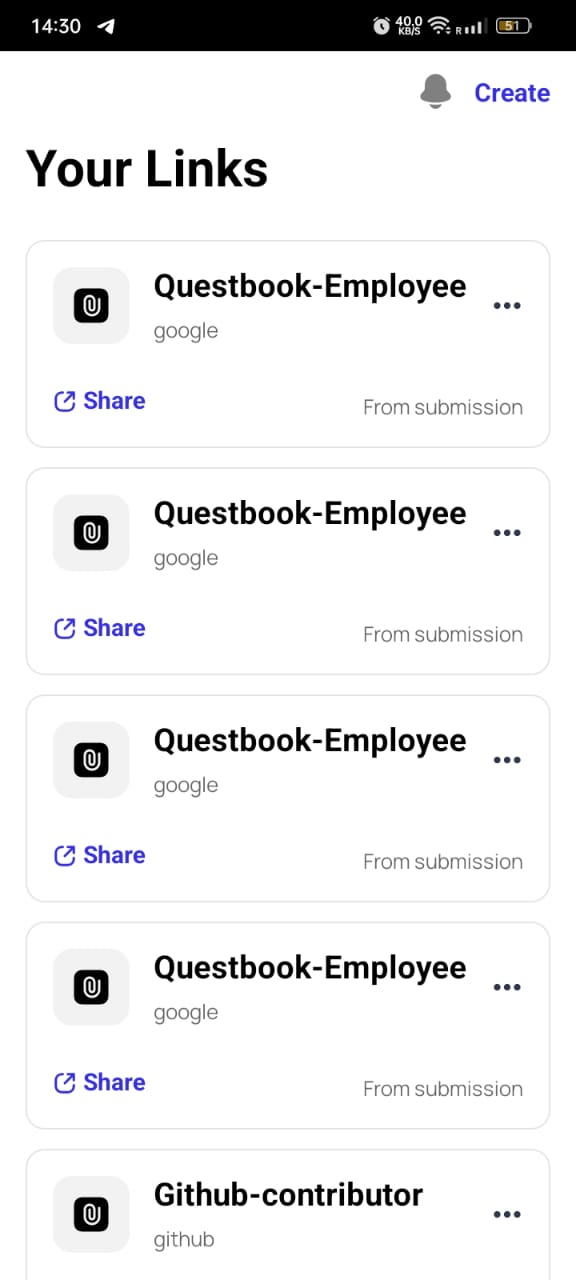 14:30
40.0
KB/S
R
51
Create
Your Links
Questbook-Employee
google
Share
From submission
Questbook-Employee
google
Share
From submission
Questbook-Employee
google
Share
From submission
Questbook-Employee
google
Share
From submission
Github-contributor
github